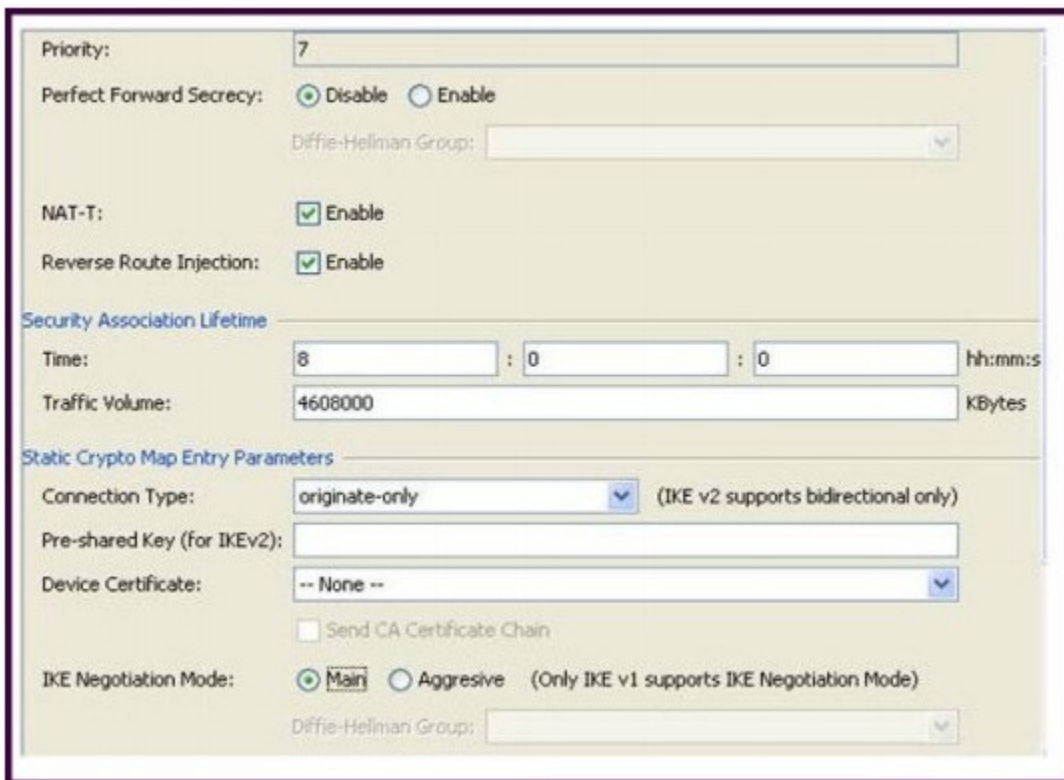 Priority: 7
Perfect Forward Secrecy: Disable Enable
Diffie-Hellman Group:
NAT-T: Enable
Reverse Route Injection: Enable
Security Association Lifetime
Time: 8 : 0 : 0 hh:mm:s
Traffic Volume: 4608000 KBytes
Static Crypto Map Entry Parameters
Connection Type: originate-only (IKE v2 supports bidirectional only)
Pre-shared Key (for IKEv2):
Device Certificate: -- None --
Send CA Certificate Chain
IKE Negotiation Mode: Main Aggresive (Only IKE v1 supports IKE Negotiation Mode)
Diffie-Hellman Group: